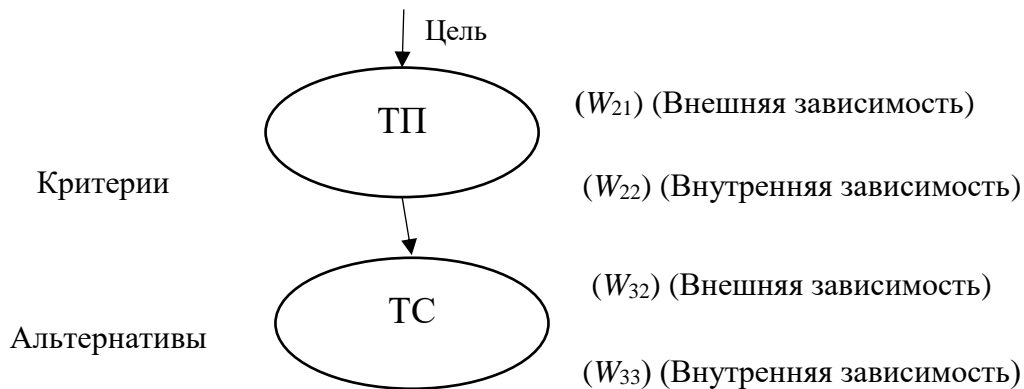 Цель
ТП
(W21) (Внешняя зависимость)
Критерии
(W22) (Внутренняя зависимость)
ТС
(W32) (Внешняя зависимость)
Альтернативы
(W33) (Внутренняя зависимость)